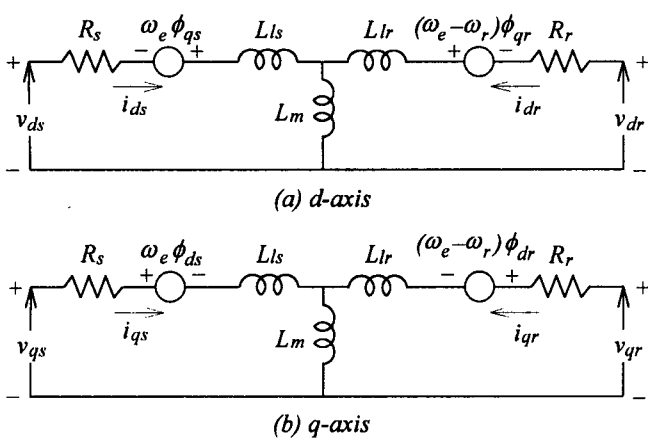 R_s − ω_e ϕ_qs + L_ls L_lr (ω_e−ω_r) ϕ_qr + − R_r
+ i_ds i_dr +
v_ds L_m v_dr
− −
(a) d-axis
R_s ω_e ϕ_ds + − L_ls L_lr (ω_e−ω_r) ϕ_dr − + R_r
+ i_qs i_qr +
v_qs L_m v_qr
− −
(b) q-axis